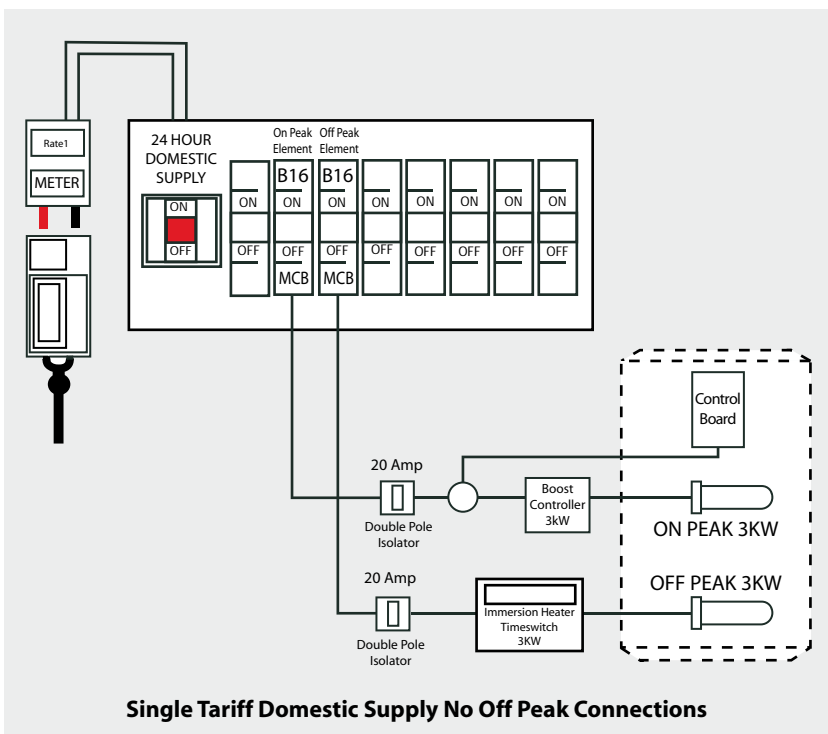 Rate1
METER
24 HOUR
DOMESTIC
SUPPLY
ON
OFF
On Peak
Element
Off Peak
Element
B16
B16
ON
ON
ON
ON
ON
ON
ON
ON
OFF
OFF
OFF
OFF
OFF
OFF
OFF
OFF
MCB
MCB
Control
Board
20 Amp
Double Pole
Isolator
Boost
Controller
3kW
ON PEAK 3KW
20 Amp
Double Pole
Isolator
Immersion Heater
Timeswitch
3KW
OFF PEAK 3KW
Single Tariff Domestic Supply No Off Peak Connections